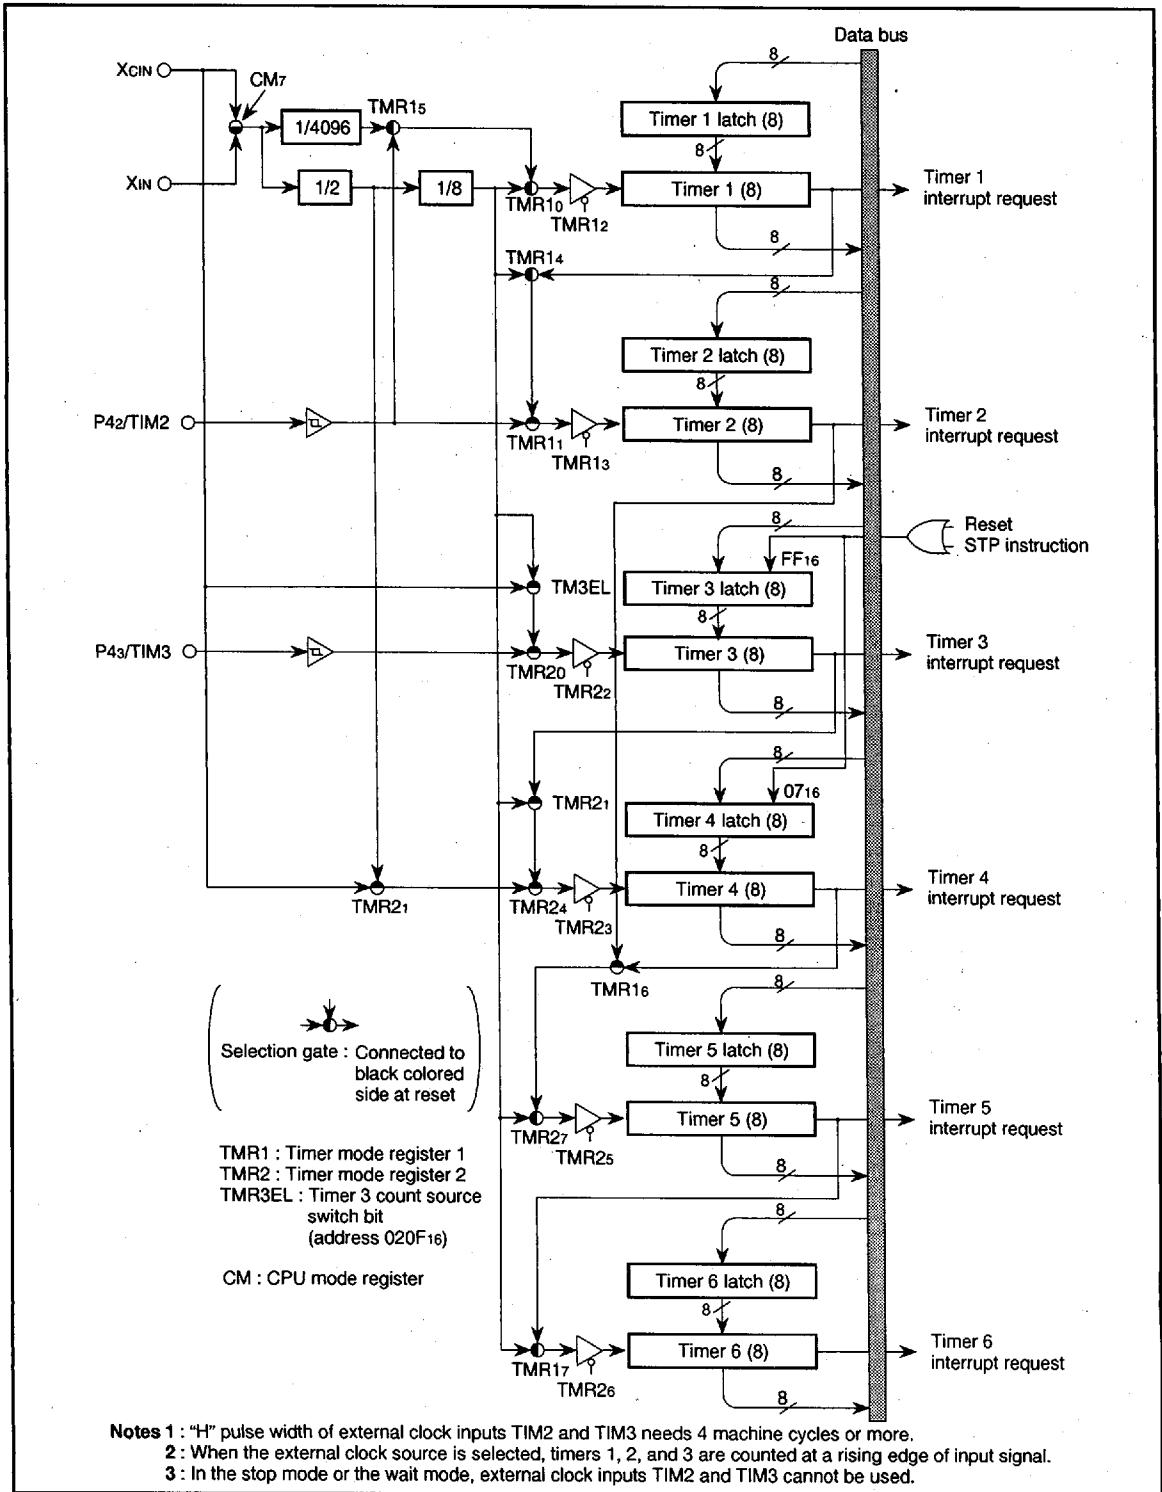 Data bus
XCIN
CM7
TMR15
1/4096
8
Timer 1 latch (8)
8
XIN
1/2
1/8
TMR10
TMR12
Timer 1 (8)
Timer 1
interrupt request
8
TMR14
8
Timer 2 latch (8)
8
P42/TIM2
TMR11
TMR13
Timer 2 (8)
Timer 2
interrupt request
8
8
Reset
STP instruction
FF16
TM3EL
Timer 3 latch (8)
8
P43/TIM3
TMR20
TMR22
Timer 3 (8)
Timer 3
interrupt request
8
8
0716
TMR21
Timer 4 latch (8)
8
TMR21
TMR24
TMR23
Timer 4 (8)
Timer 4
interrupt request
8
TMR16
8
Selection gate : Connected to
black colored
side at reset
Timer 5 latch (8)
8
TMR27
TMR25
Timer 5 (8)
Timer 5
interrupt request
8
TMR1 : Timer mode register 1
TMR2 : Timer mode register 2
TMR3EL : Timer 3 count source
switch bit
(address 020F16)
CM : CPU mode register
8
Timer 6 latch (8)
8
TMR17
TMR26
Timer 6 (8)
Timer 6
interrupt request
8
Notes 1 : "H" pulse width of external clock inputs TIM2 and TIM3 needs 4 machine cycles or more.
2 : When the external clock source is selected, timers 1, 2, and 3 are counted at a rising edge of input signal.
3 : In the stop mode or the wait mode, external clock inputs TIM2 and TIM3 cannot be used.